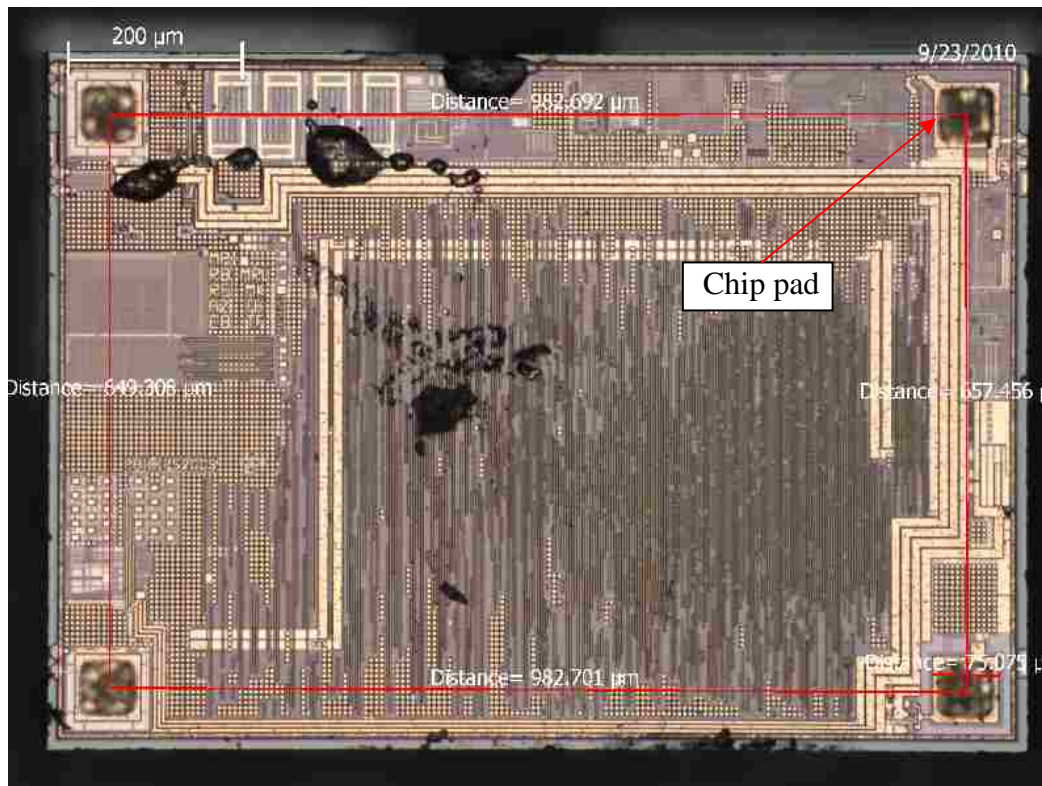 200 µm
9/23/2010
Distance= 982.692 µm
Chip pad
Distance= 649.306 µm
Distance= 657.456 µ
Distance= 75.075 µ
Distance= 982.701 µm